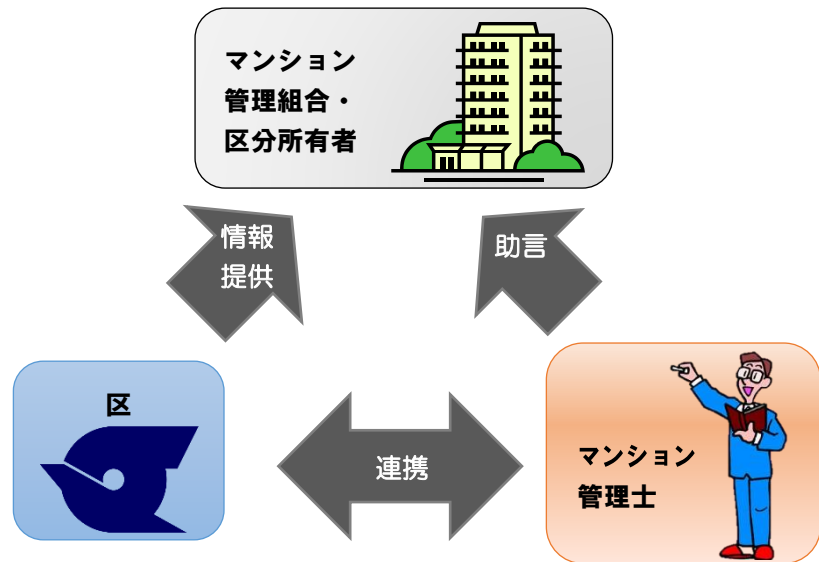 マンション
管理組合・
区分所有者
情報
提供
助言
区
連携
マンション
管理士